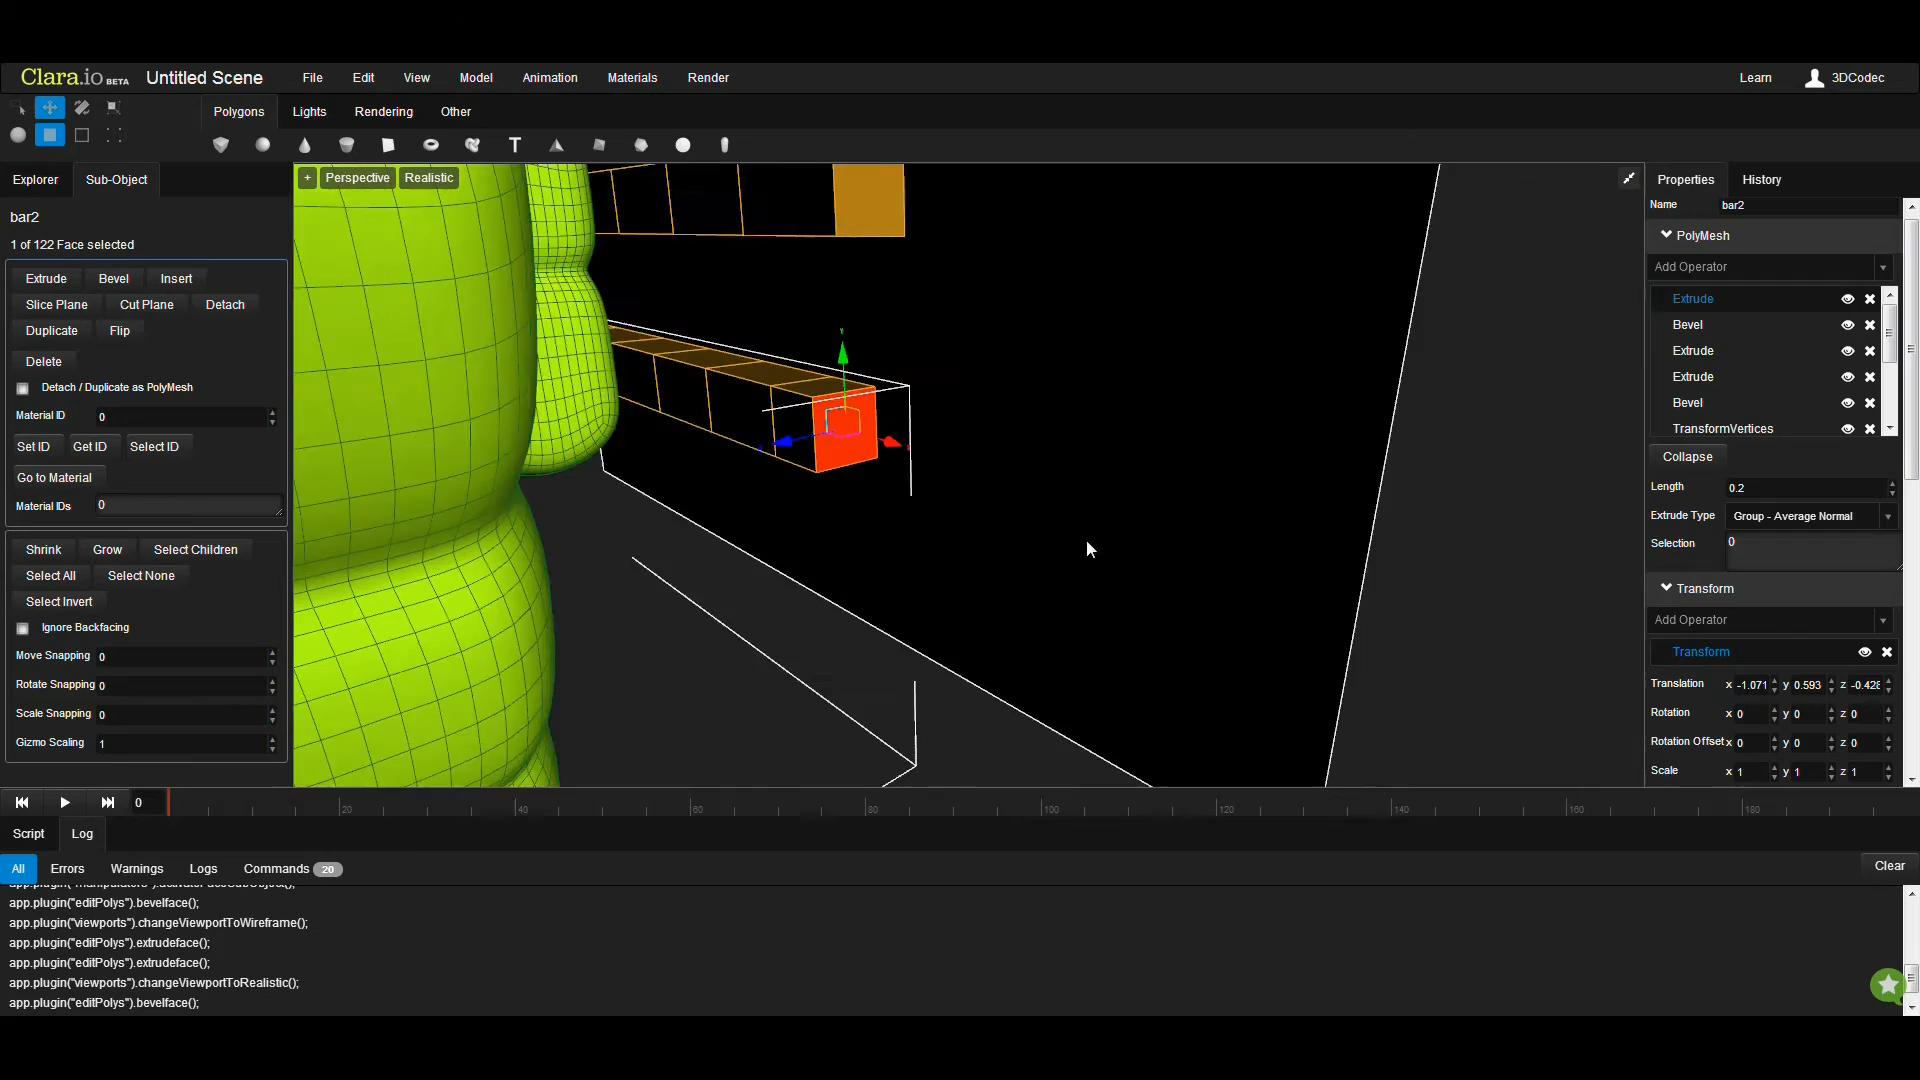 Clara.io BETA Untitled Scene File Edit View Model Animation Materials Render Learn 3DCodec
Polygons Lights Rendering Other
Explorer Sub-Object
bar2
1 of 122 Face selected
Extrude Bevel Insert
Slice Plane Cut Plane Detach
Duplicate Flip
Delete
Detach / Duplicate as PolyMesh
Material ID 0
Set ID Get ID Select ID
Go to Material
Material IDs 0
Shrink Grow Select Children
Select All Select None
Select Invert
Ignore Backfacing
Move Snapping 0
Rotate Snapping 0
Scale Snapping 0
Gizmo Scaling 1
+ Perspective Realistic
Y
Properties History
Name bar2
PolyMesh
Add Operator
Extrude
Bevel
Extrude
Extrude
Bevel
TransformVertices
Collapse
Length 0.2
Extrude Type Group - Average Normal
Selection 0
Transform
Add Operator
Transform
Translation x -1.071 y 0.593 z -0.428
Rotation x 0 y 0 z 0
Rotation Offset x 0 y 0 z 0
Scale x 1 y 1 z 1
0 20 40 60 80 100 120 140 160 180
Script Log
All Errors Warnings Logs Commands 20 Clear
app.plugin("editPolys").bevelface();
app.plugin("viewports").changeViewportToWireframe();
app.plugin("editPolys").extrudeface();
app.plugin("editPolys").extrudeface();
app.plugin("viewports").changeViewportToRealistic();
app.plugin("editPolys").bevelface();